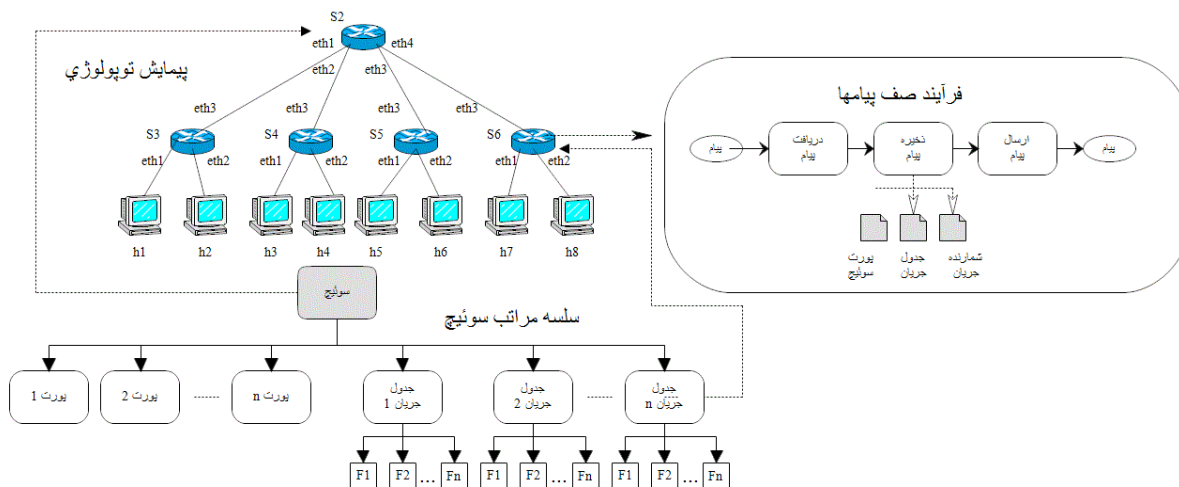 S2
eth1
eth4
eth2
eth3
پیمایش توپولوژي
eth3
eth3
eth3
eth3
S3
S4
S5
S6
eth1
eth2
eth1
eth2
eth1
eth2
eth1
eth2
h1
h2
h3
h4
h5
h6
h7
h8
فرآیند صف پیامها
پیام
دریافت
پیام
ذخیره
پیام
ارسال
پیام
پیام
پورت
سوئیچ
جدول
جریان
شمارنده
جریان
سوئیچ
سلسه مراتب سوئیچ
پورت 1
پورت 2
......
پورت n
جدول
جریان 1
جدول
جریان 2
......
جدول
جریان n
F1
F2
...
Fn
F1
F2
...
Fn
F1
F2
...
Fn